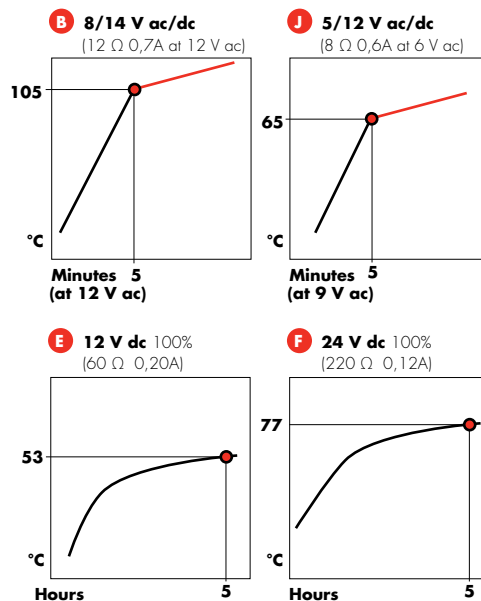 B 8/14 V ac/dc
(12 Ω 0,7A at 12 V ac)
105
°C
Minutes 5
(at 12 V ac)
J 5/12 V ac/dc
(8 Ω 0,6A at 6 V ac)
65
°C
Minutes 5
(at 9 V ac)
E 12 V dc 100%
(60 Ω 0,20A)
53
°C
Hours 5
F 24 V dc 100%
(220 Ω 0,12A)
77
°C
Hours 5